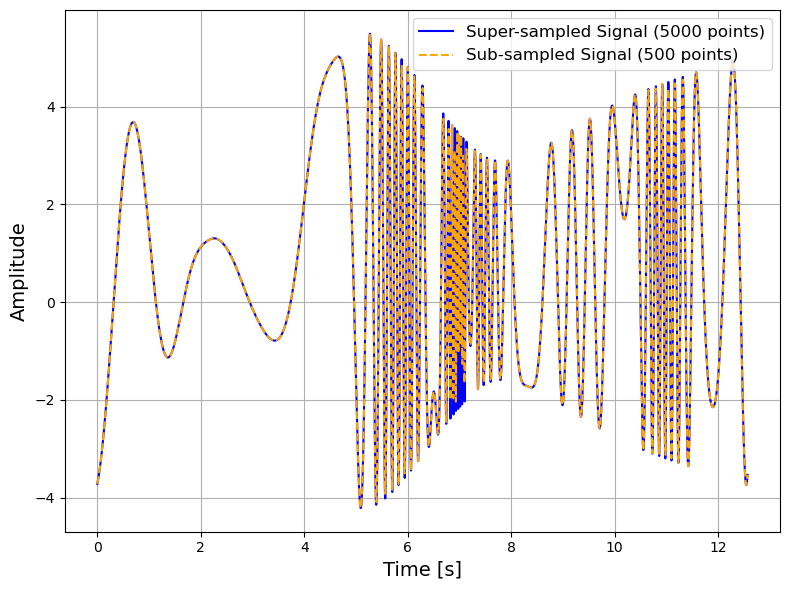 Super-sampled Signal (5000 points)
Sub-sampled Signal (500 points)
4
2
0
−2
−4
Amplitude
0 2 4 6 8 10 12
Time [s]